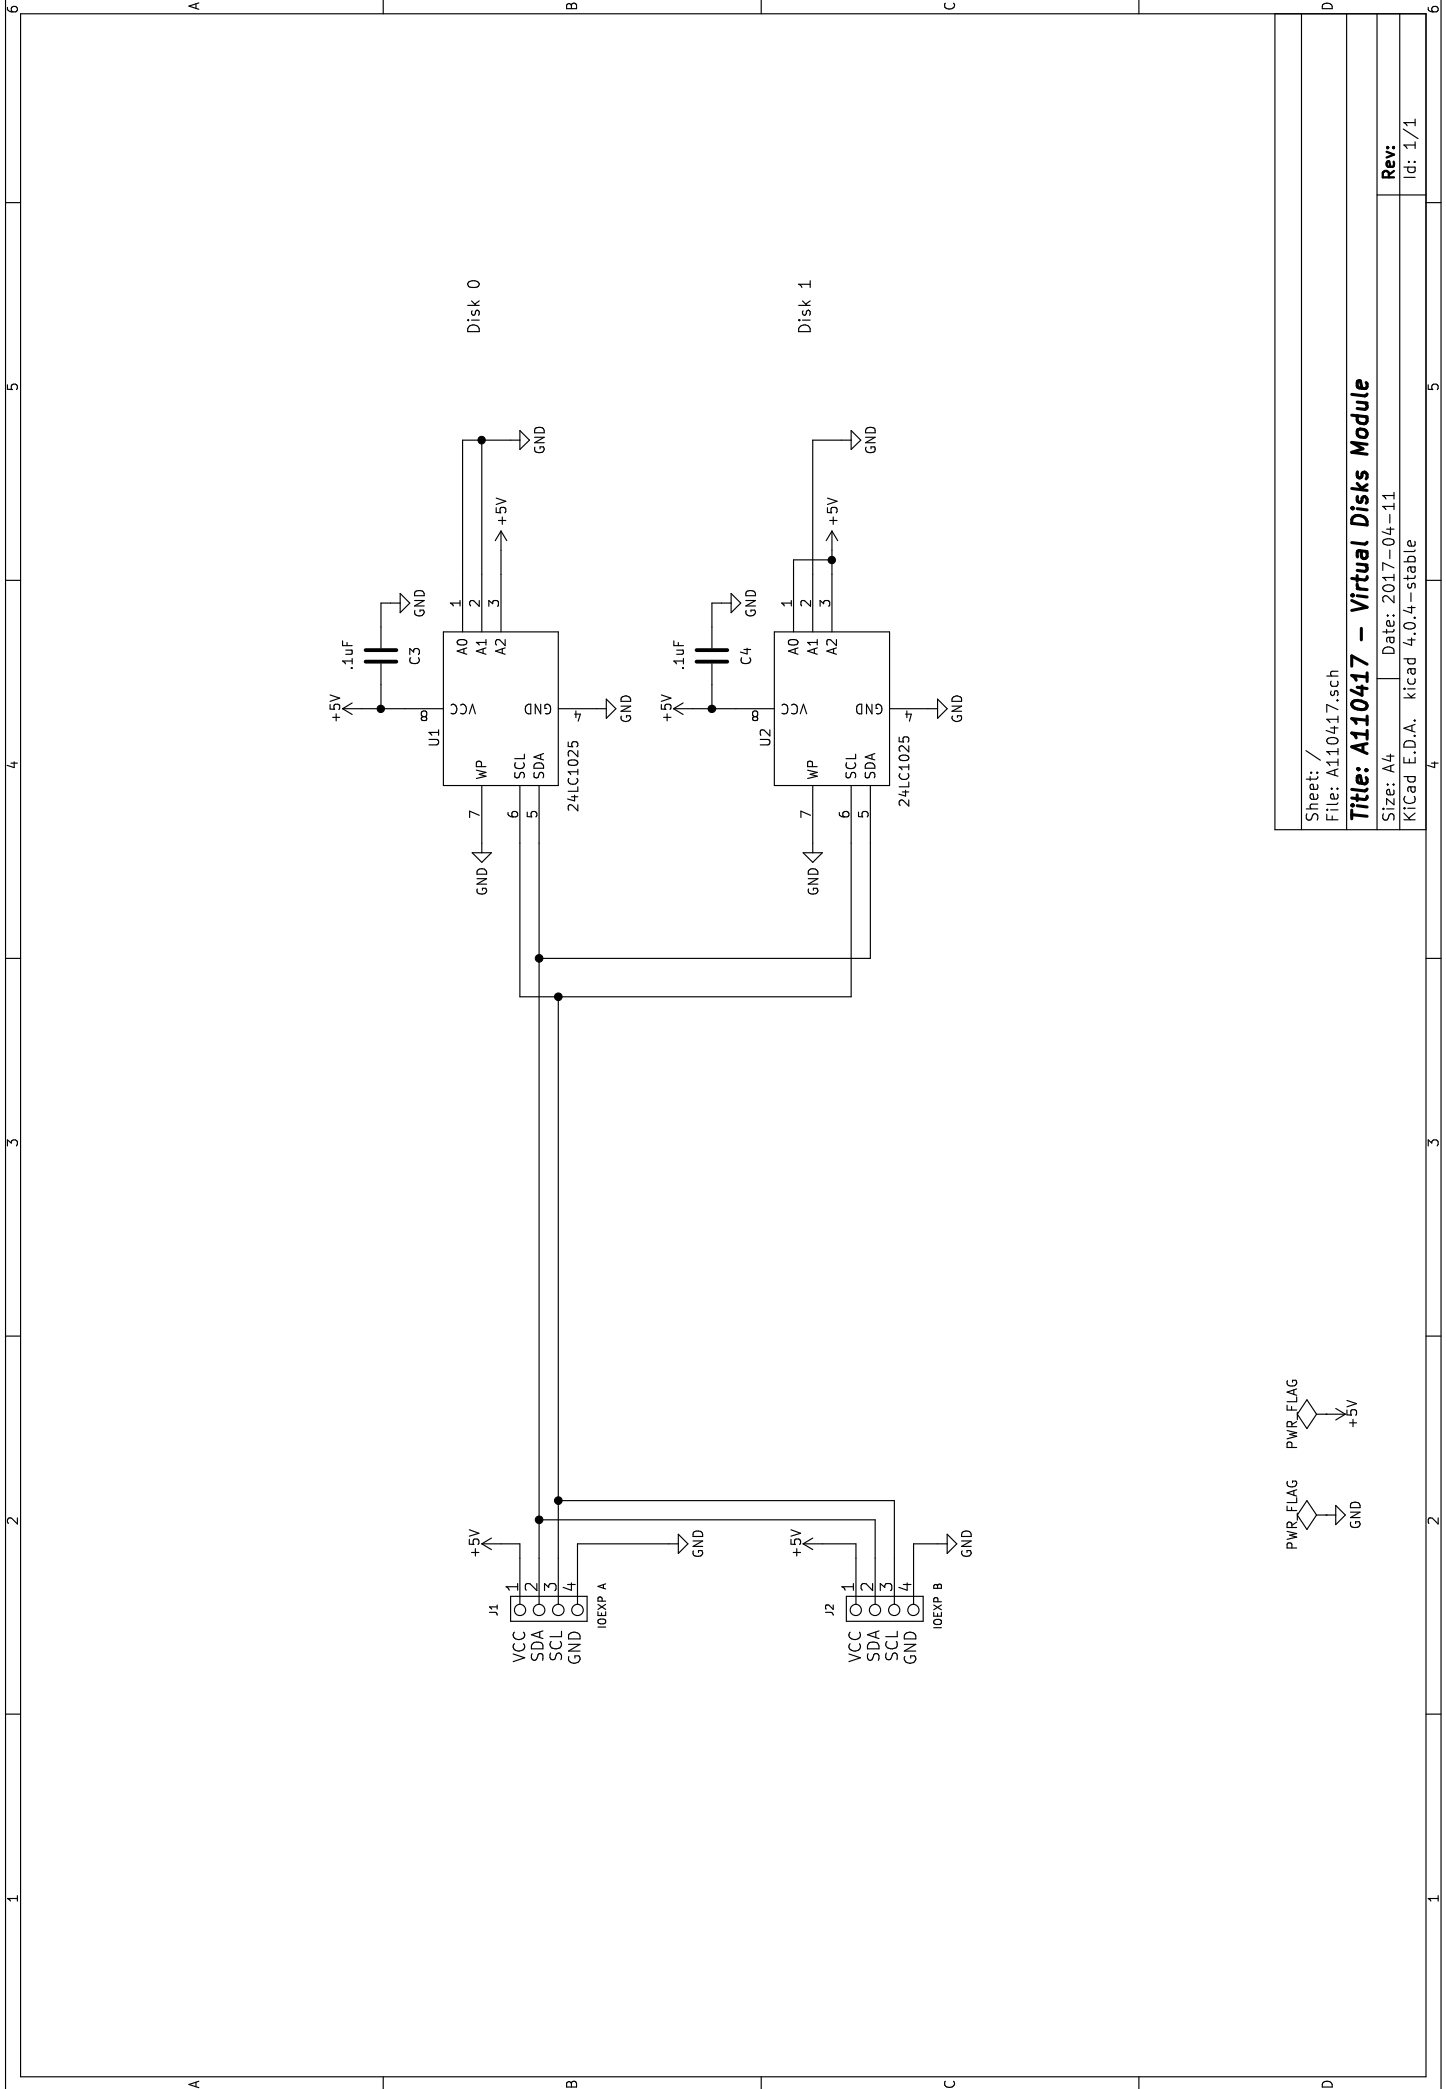 1
2
3
4
5
6
A
B
C
D
+5V
.1uF
C3
GND
8
VCC
U1
GND
7
WP
SCL
SDA
6
5
A0
A1
A2
1
2
3
+5V
GND
GND
4
GND
24LC1025
Disk 0
+5V
.1uF
C4
GND
8
VCC
U2
GND
7
WP
SCL
SDA
6
5
A0
A1
A2
1
2
3
+5V
GND
GND
4
GND
24LC1025
Disk 1
+5V
J1
VCC
SDA
SCL
GND
1
2
3
4
IOEXP A
GND
+5V
J2
VCC
SDA
SCL
GND
1
2
3
4
IOEXP B
GND
PWR_FLAG
GND
PWR_FLAG
+5V
Sheet: /
File: A110417.sch
Title: A110417 – Virtual Disks Module
Size: A4
Date: 2017-04-11
Rev:
KiCad E.D.A. kicad 4.0.4-stable
Id: 1/1
1
2
3
4
5
6
A
B
C
D